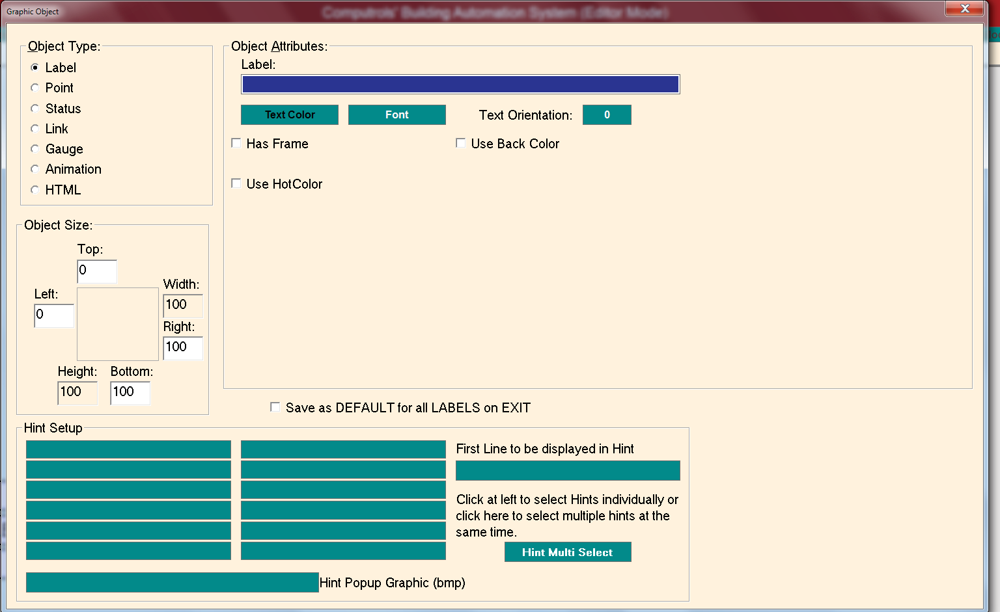 Graphic Object
Computrols' Building Automation System (Editor Mode)
Object Type:
Label
Point
Status
Link
Gauge
Animation
HTML
Object Attributes:
Label:
Text Color
Font
Text Orientation:
0
Has Frame
Use Back Color
Use HotColor
Object Size:
Top:
0
Left:
0
Width:
100
Right:
100
Height:
100
Bottom:
100
Save as DEFAULT for all LABELS on EXIT
Hint Setup
First Line to be displayed in Hint
Click at left to select Hints individually or
click here to select multiple hints at the
same time.
Hint Multi Select
Hint Popup Graphic (bmp)